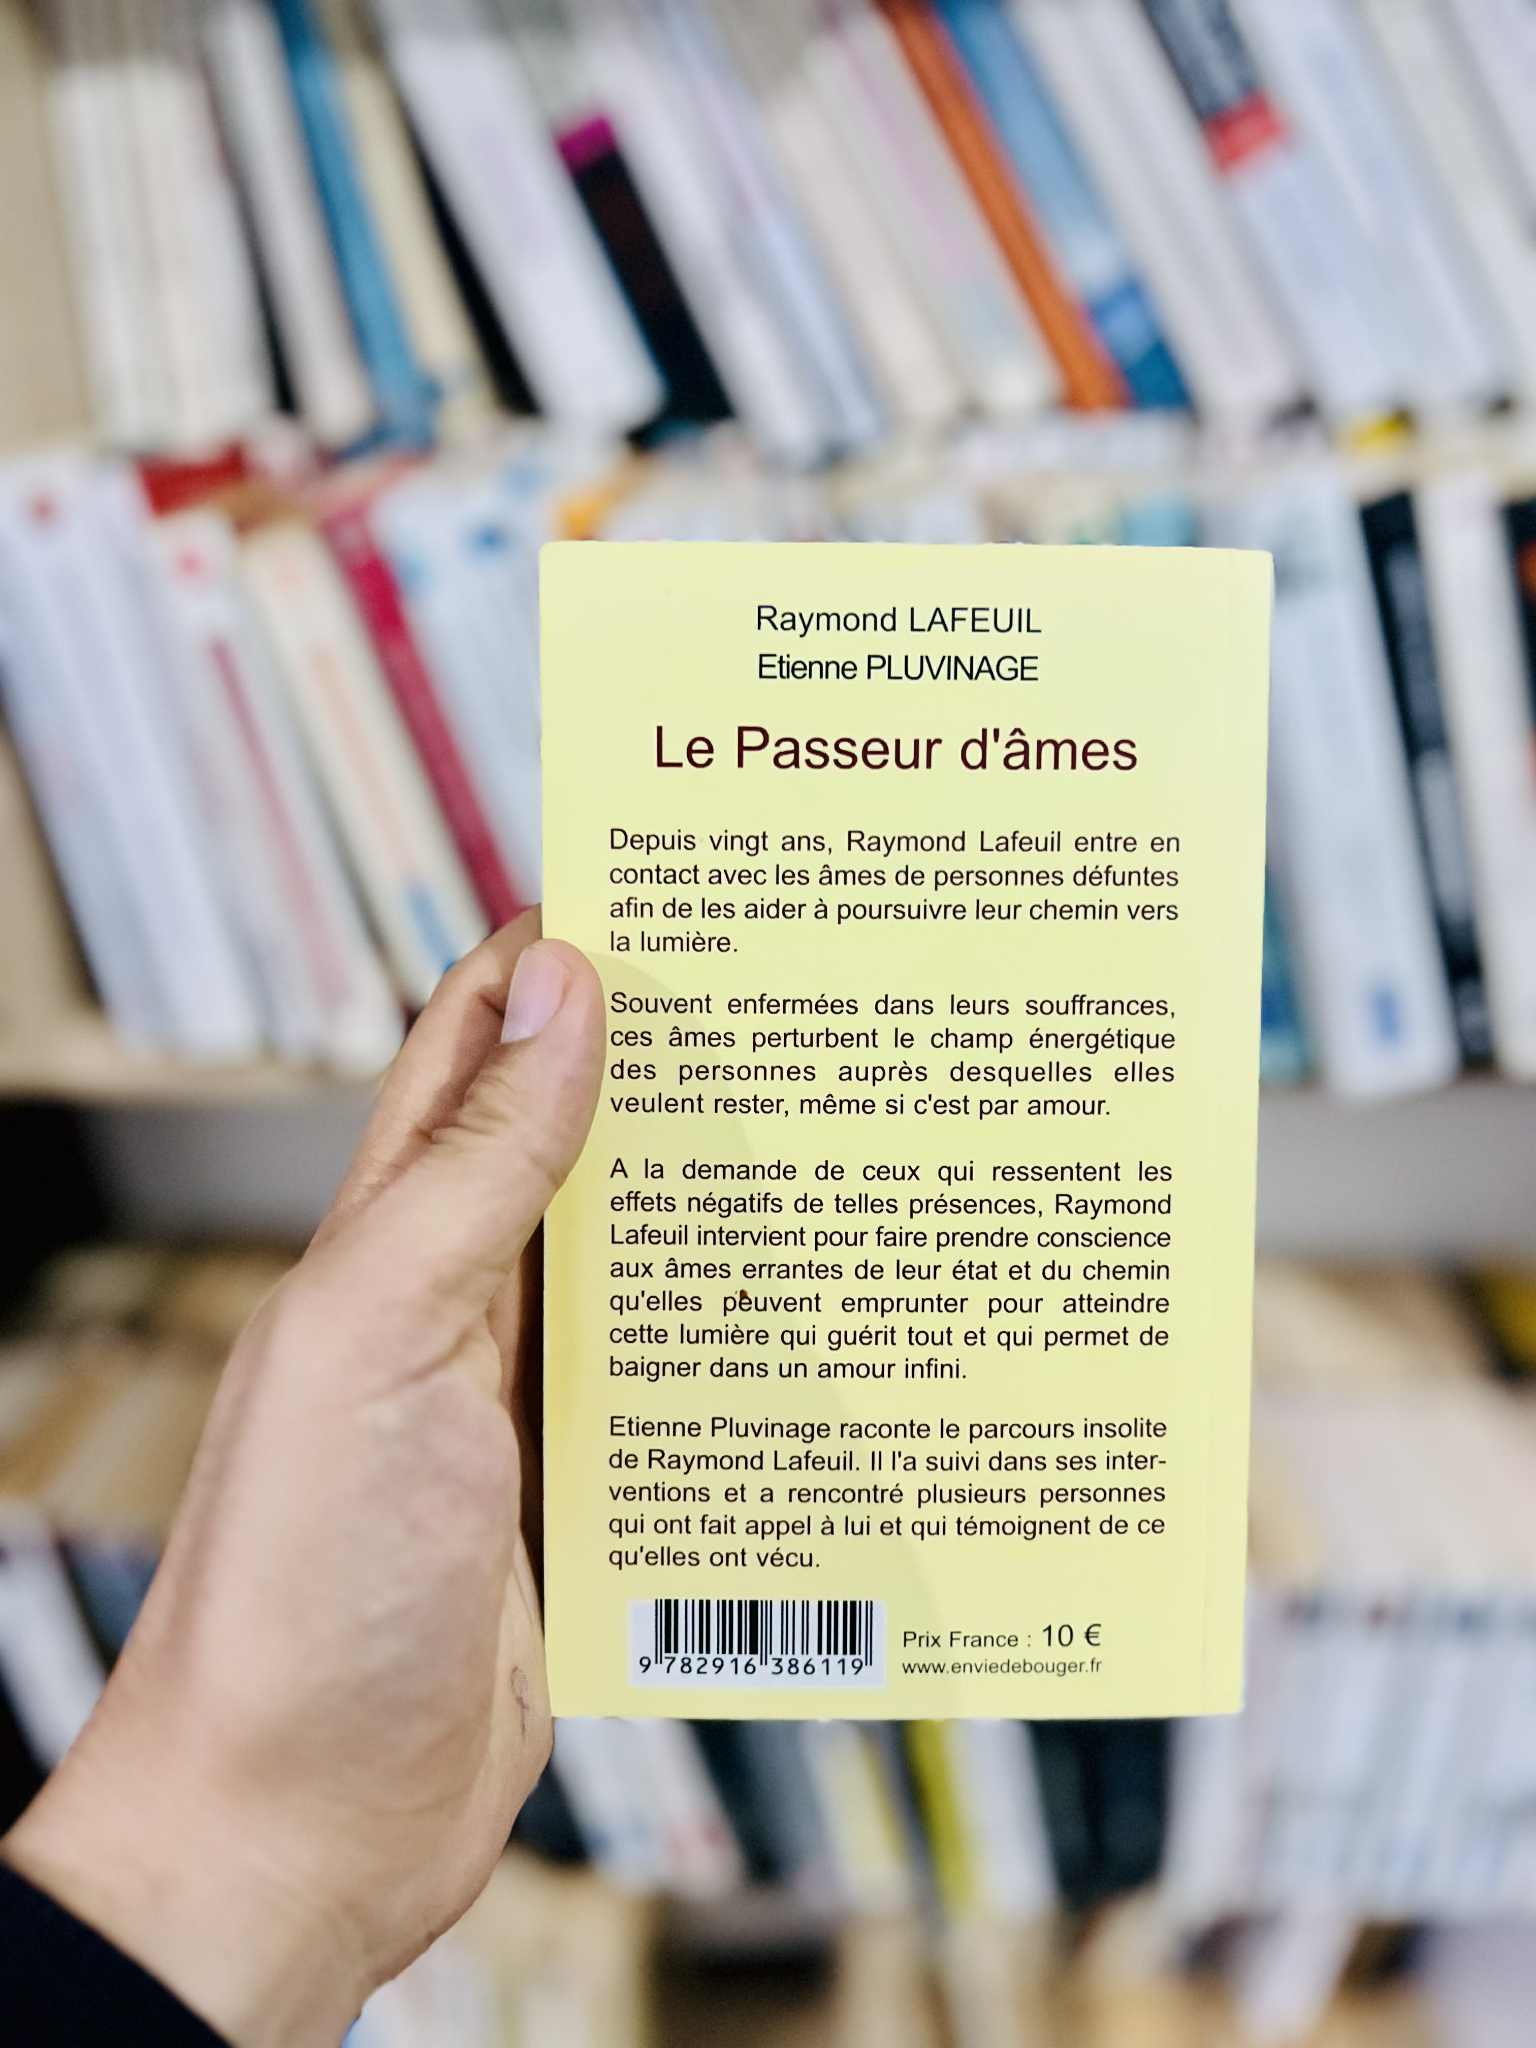 Raymond LAFEUIL
Etienne PLUVINAGE
Le Passeur d'âmes
Depuis vingt ans, Raymond Lafeuil entre en
contact avec les âmes de personnes défuntes
afin de les aider à poursuivre leur chemin vers
la lumière.
Souvent enfermées dans leurs souffrances,
ces âmes perturbent le champ énergétique
des personnes auprès desquelles elles
veulent rester, même si c'est par amour.
A la demande de ceux qui ressentent les
effets négatifs de telles présences, Raymond
Lafeuil intervient pour faire prendre conscience
aux âmes errantes de leur état et du chemin
qu'elles peuvent emprunter pour atteindre
cette lumière qui guérit tout et qui permet de
baigner dans un amour infini.
Etienne Pluvinage raconte le parcours insolite
de Raymond Lafeuil. Il l'a suivi dans ses inter-
ventions et a rencontré plusieurs personnes
qui ont fait appel à lui et qui témoignent de ce
qu'elles ont vécu.
9 782916 386119
Prix France : 10 €
www.enviedebouger.fr